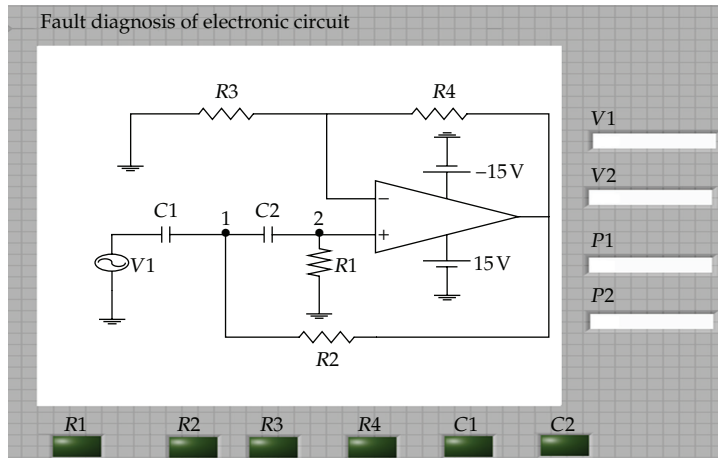 Fault diagnosis of electronic circuit
R3
R4
V1
−15 V
V2
C1
1
C2
2
−
+
P1
V1
R1
15 V
P2
R2
R1
R2
R3
R4
C1
C2